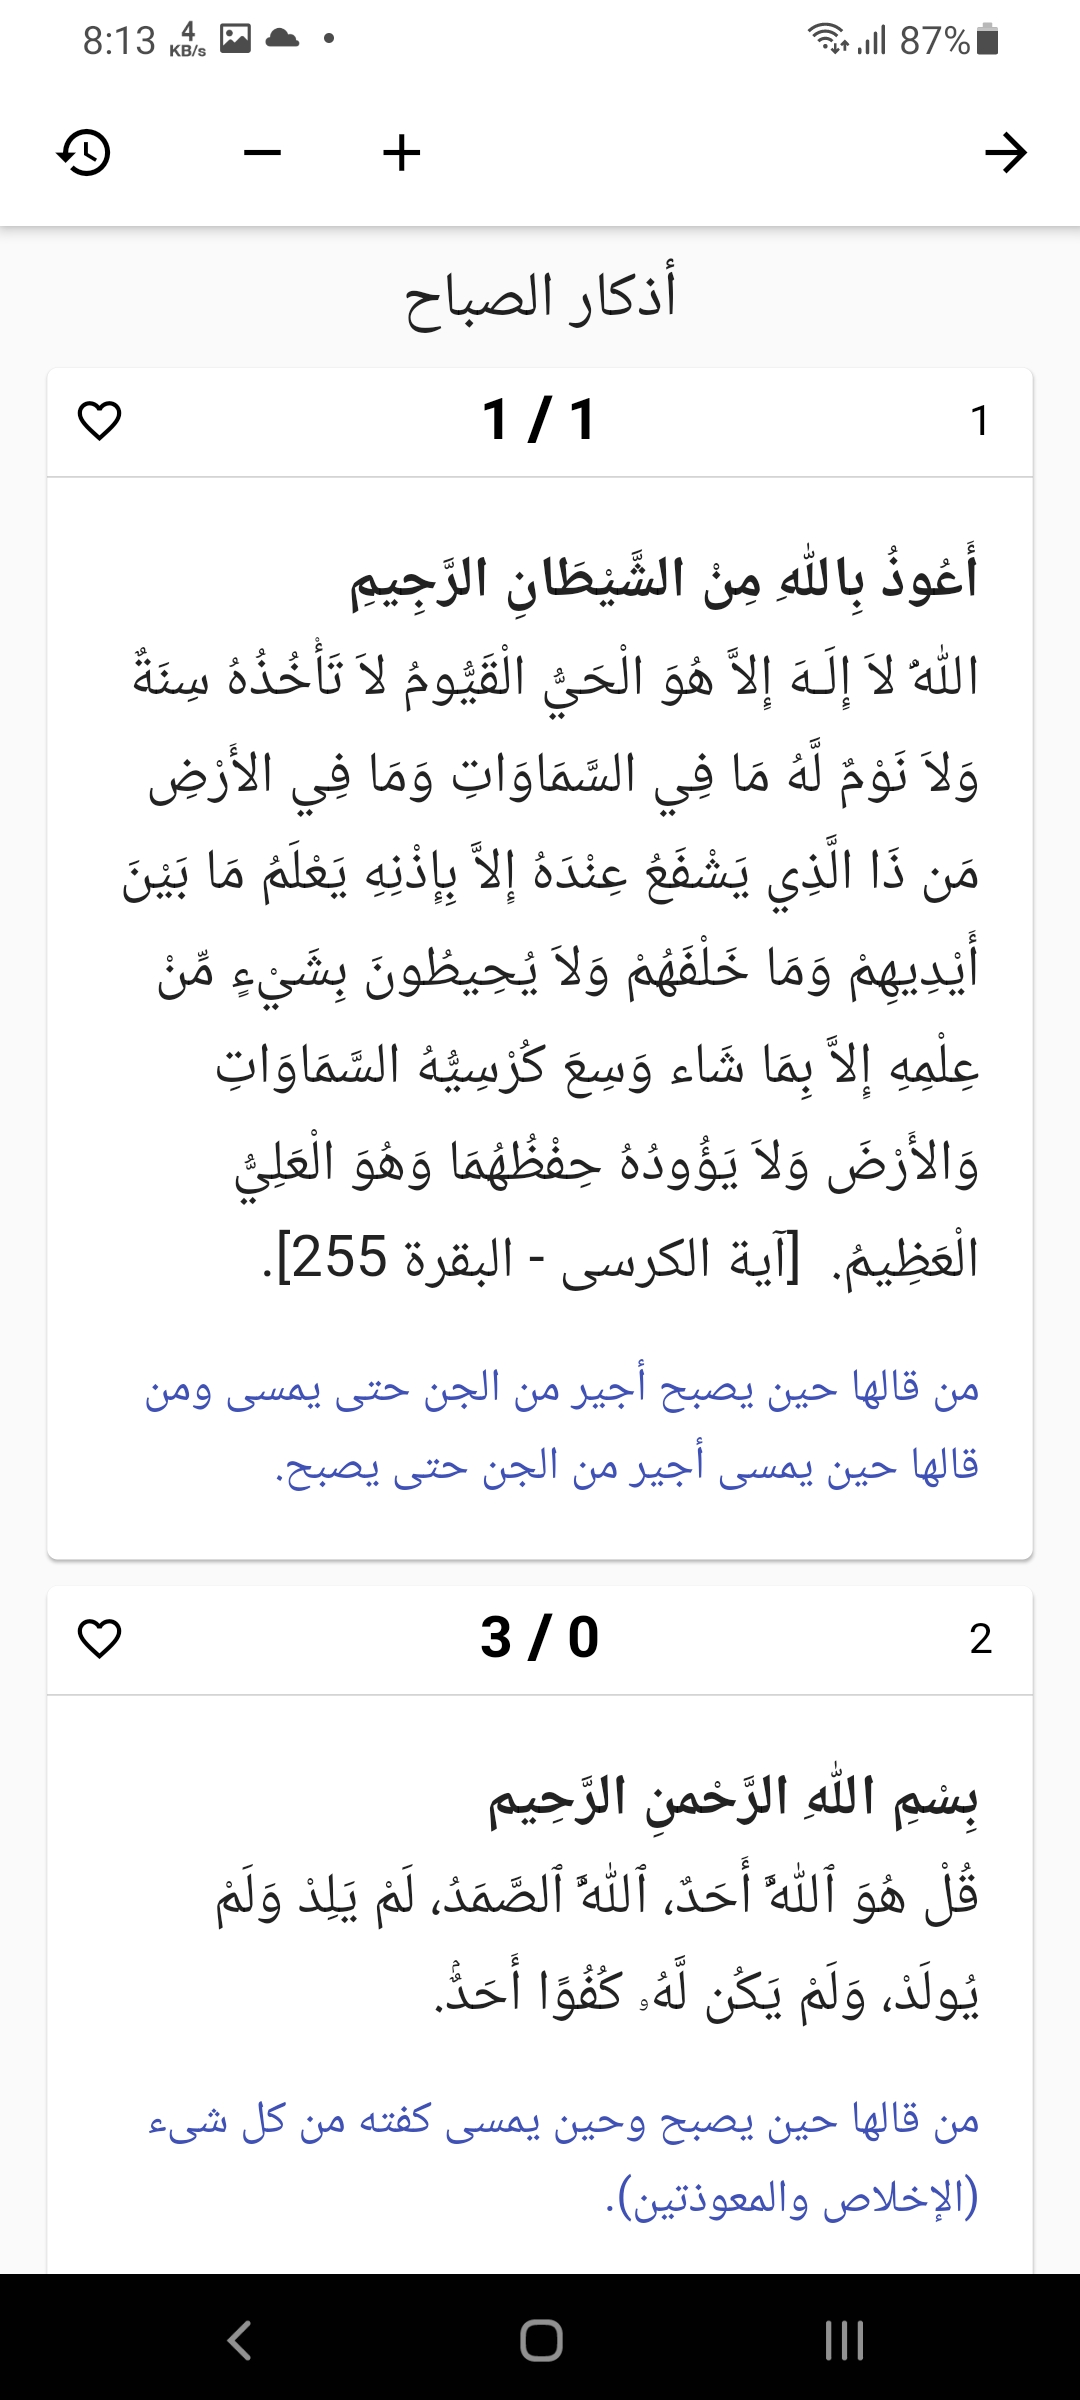 8:13 4 KB/s 87%
أذكار الصباح
1 / 1 1
أَعُوذُ بِاللهِ مِنْ الشَّيْطَانِ الرَّجِيمِ
اللّهُ لاَ إِلَـهَ إِلاَّ هُوَ الْحَيُّ الْقَيُّومُ لاَ تَأْخُذُهُ سِنَةٌ
وَلاَ نَوْمٌ لَّهُ مَا فِي السَّمَاوَاتِ وَمَا فِي الأَرْضِ
مَن ذَا الَّذِي يَشْفَعُ عِنْدَهُ إِلاَّ بِإِذْنِهِ يَعْلَمُ مَا بَيْنَ
أَيْدِيهِمْ وَمَا خَلْفَهُمْ وَلاَ يُحِيطُونَ بِشَيْءٍ مِّنْ
عِلْمِهِ إِلاَّ بِمَا شَاء وَسِعَ كُرْسِيُّهُ السَّمَاوَاتِ
وَالأَرْضَ وَلاَ يَؤُودُهُ حِفْظُهُمَا وَهُوَ الْعَلِيُّ
الْعَظِيمُ. [آية الكرسى - البقرة 255].
من قالها حين يصبح أجير من الجن حتى يمسى ومن
قالها حين يمسى أجير من الجن حتى يصبح.
3 / 0 2
بِسْمِ اللهِ الرَّحْمنِ الرَّحِيم
قُلْ هُوَ ٱللَّهُ أَحَدٌ، ٱللَّهُ ٱلصَّمَدُ، لَمْ يَلِدْ وَلَمْ
يُولَدْ، وَلَمْ يَكُن لَّهُۥ كُفُوًا أَحَدٌۢ.
من قالها حين يصبح وحين يمسى كفته من كل شىء
(الإخلاص والمعوذتين).